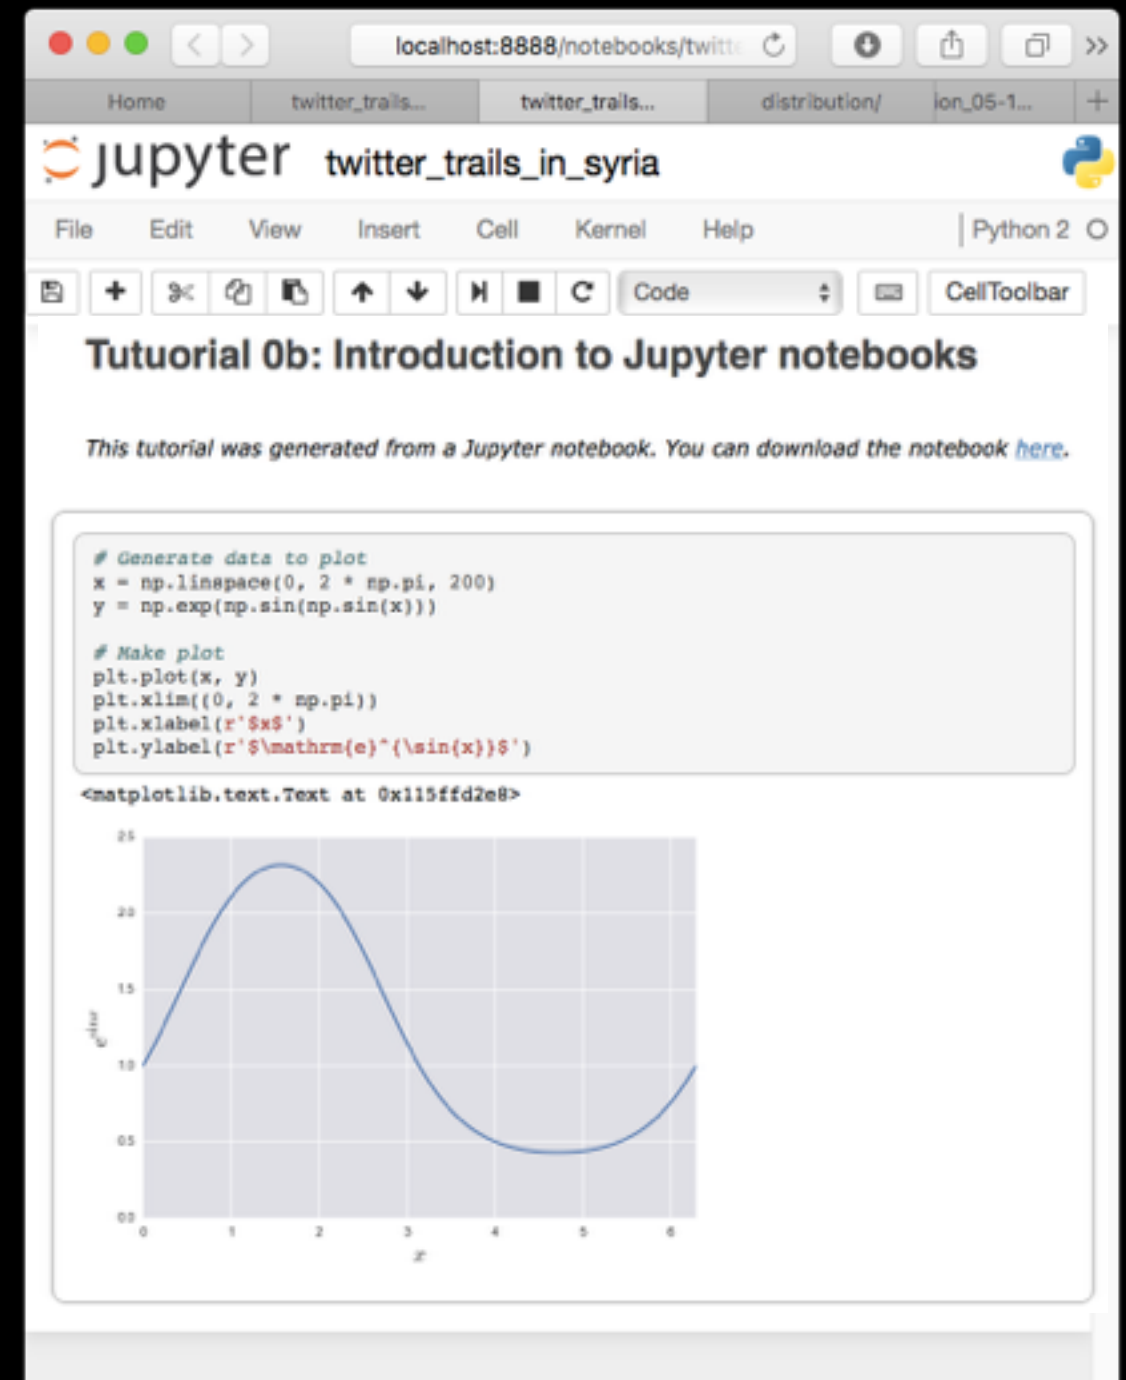 localhost:8888/notebooks/twitte
Home
twitter_trails...
twitter_trails...
distribution/
ion_05-1...
jupyter twitter_trails_in_syria
File Edit View Insert Cell Kernel Help Python 2
Code CellToolbar
Tutuorial 0b: Introduction to Jupyter notebooks
This tutorial was generated from a Jupyter notebook. You can download the notebook here.
# Generate data to plot
x = np.linspace(0, 2 * np.pi, 200)
y = np.exp(np.sin(np.sin(x)))
# Make plot
plt.plot(x, y)
plt.xlim((0, 2 * np.pi))
plt.xlabel(r'$x$')
plt.ylabel(r'$\mathrm{e}^{\sin{x}}$')
<matplotlib.text.Text at 0x115ffd2e8>
2.5
2.0
1.5
1.0
0.5
0.0
0 1 2 3 4 5 6
x